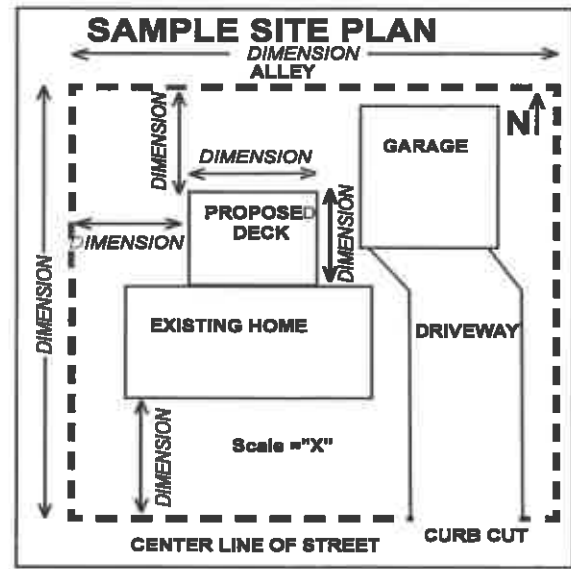 SAMPLE SITE PLAN
DIMENSION
ALLEY
DIMENSION
N
GARAGE
DIMENSION
PROPOSED
DECK
DIMENSION
DIMENSION
DIMENSION
EXISTING HOME
DRIVEWAY
DIMENSION
Scale ="X"
CURB CUT
CENTER LINE OF STREET